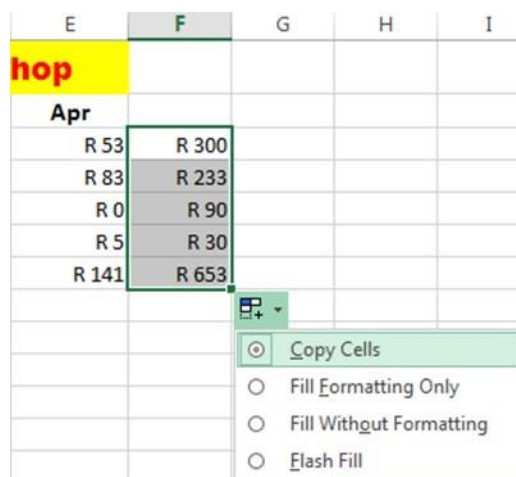 E F G H I
hop
Apr
R 53 R 300
R 83 R 233
R 0 R 90
R 5 R 30
R 141 R 653
Copy Cells
Fill Formatting Only
Fill Without Formatting
Flash Fill